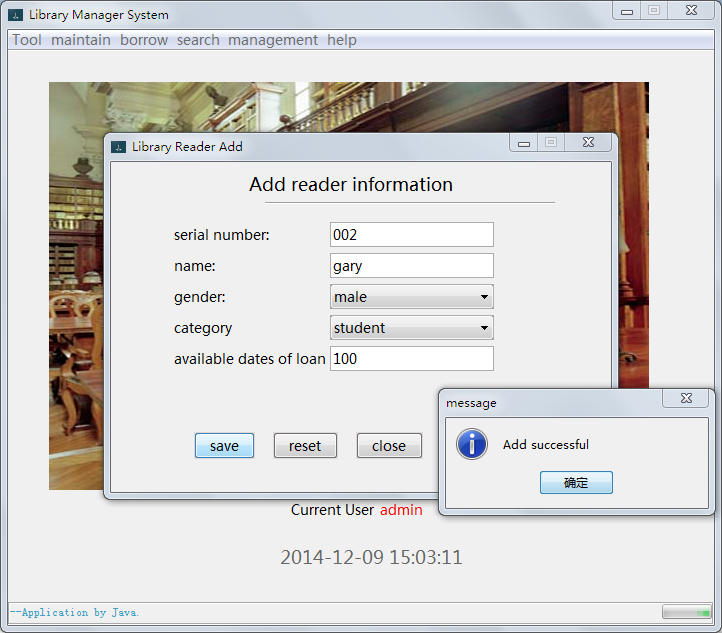 Library Manager System
Tool maintain borrow search management help
Library Reader Add
Add reader information
serial number: 002
name: gary
gender: male
category student
available dates of loan 100
save reset close
message
Add successful
确定
Current User admin
2014-12-09 15:03:11
--Application by Java.